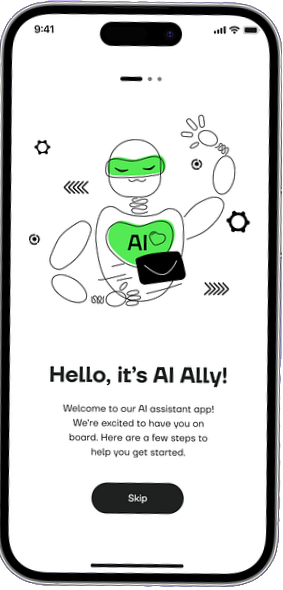 9:41
AI
Hello, it's AI Ally!
Welcome to our AI assistant app!
We're excited to have you on
board. Here are a few steps to
help you get started.
Skip